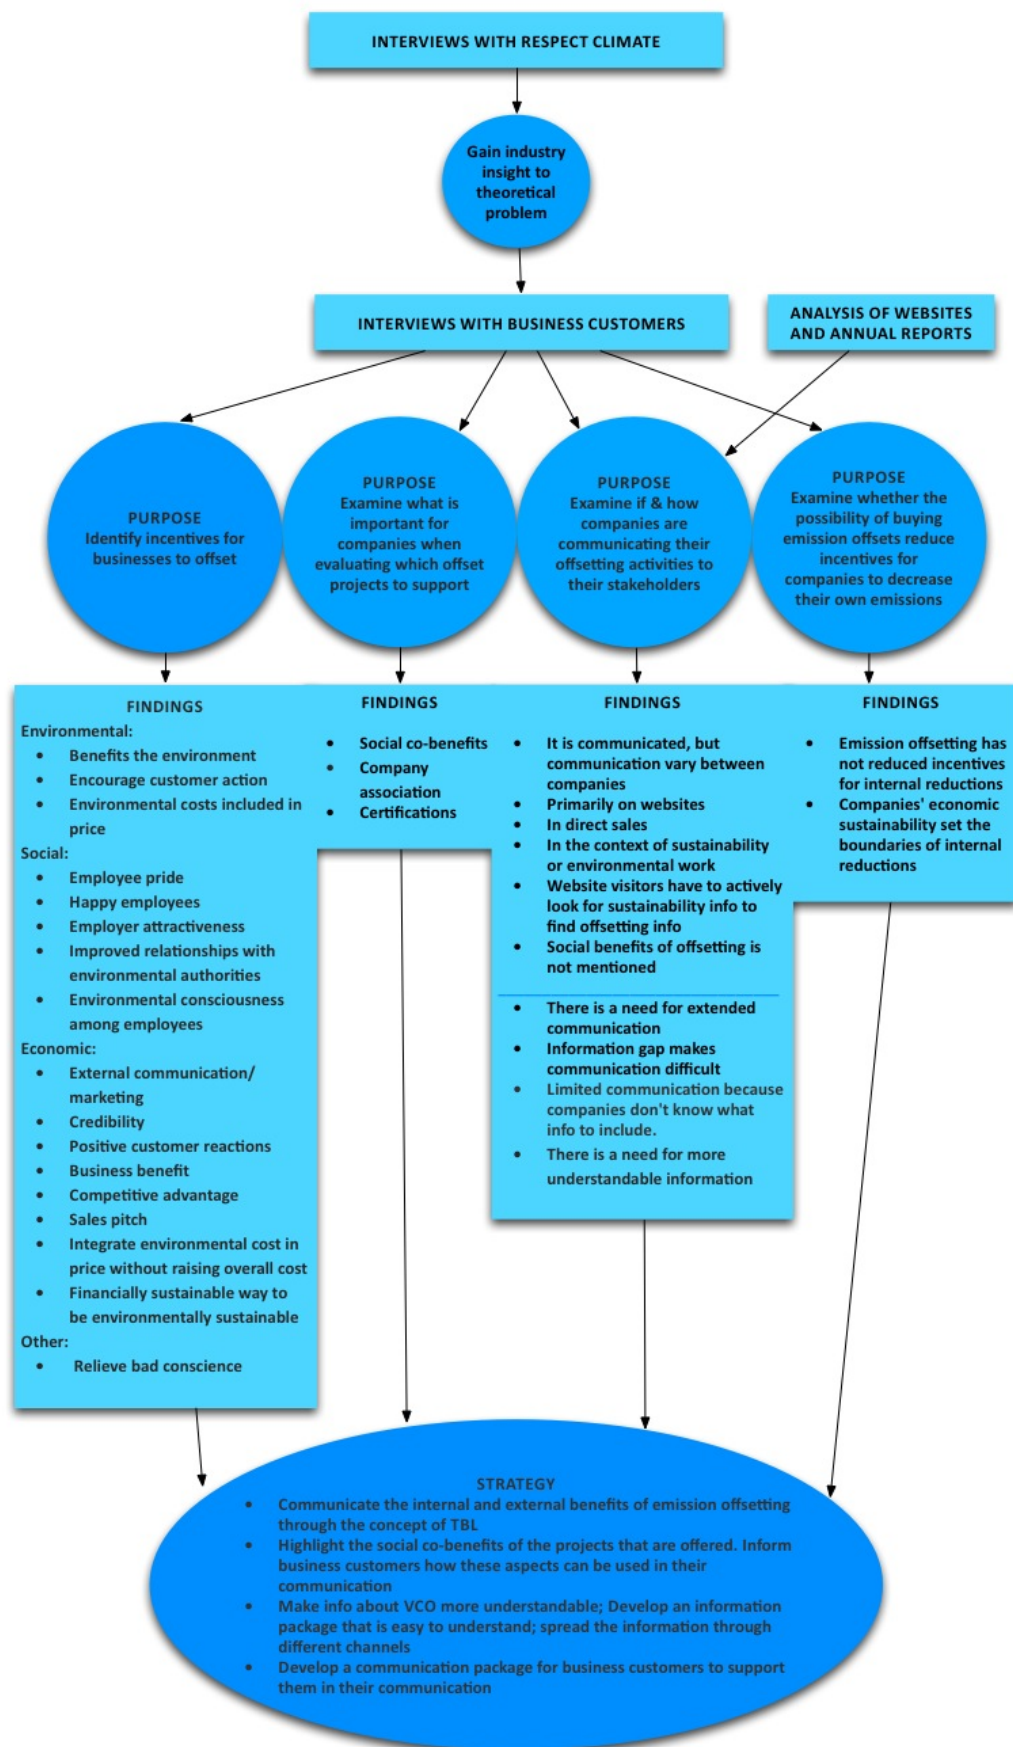 INTERVIEWS WITH RESPECT CLIMATE
Gain industry
insight to
theoretical
problem
INTERVIEWS WITH BUSINESS CUSTOMERS
ANALYSIS OF WEBSITES
AND ANNUAL REPORTS
PURPOSE
Identify incentives for
businesses to offset
PURPOSE
Examine what is
important for
companies when
evaluating which offset
projects to support
PURPOSE
Examine if & how
companies are
communicating their
offsetting activities to
their stakeholders
PURPOSE
Examine whether the
possibility of buying
emission offsets reduce
incentives for
companies to decrease
their own emissions
FINDINGS
Environmental:
• Benefits the environment
• Encourage customer action
• Environmental costs included in
price
Social:
• Employee pride
• Happy employees
• Employer attractiveness
• Improved relationships with
environmental authorities
• Environmental consciousness
among employees
Economic:
• External communication/
marketing
• Credibility
• Positive customer reactions
• Business benefit
• Competitive advantage
• Sales pitch
• Integrate environmental cost in
price without raising overall cost
• Financially sustainable way to
be environmentally sustainable
Other:
• Relieve bad conscience
FINDINGS
• Social co-benefits
• Company
association
• Certifications
FINDINGS
• It is communicated, but
communication vary between
companies
• Primarily on websites
• In direct sales
• In the context of sustainability
or environmental work
• Website visitors have to actively
look for sustainability info to
find offsetting info
• Social benefits of offsetting is
not mentioned
• There is a need for extended
communication
• Information gap makes
communication difficult
• Limited communication because
companies don't know what
info to include.
• There is a need for more
understandable information
FINDINGS
• Emission offsetting has
not reduced incentives
for internal reductions
• Companies' economic
sustainability set the
boundaries of internal
reductions
STRATEGY
• Communicate the internal and external benefits of emission offsetting
through the concept of TBL
• Highlight the social co-benefits of the projects that are offered. Inform
business customers how these aspects can be used in their
communication
• Make info about VCO more understandable; Develop an information
package that is easy to understand; spread the information through
different channels
• Develop a communication package for business customers to support
them in their communication